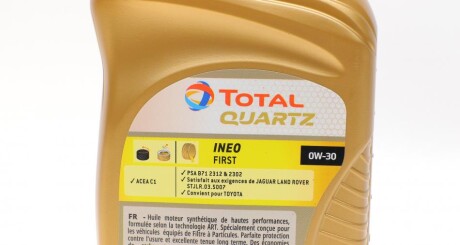 TOTAL
QUARTZ
INEO
FIRST
0W-30
✓ ACEA C1
✓ PSA B71 2312 & 2302
✓ Satisfait aux exigences de JAGUAR LAND ROVER
STJLR.03.5007
✓ Convient pour TOYOTA
FR - Huile moteur synthétique de hautes performances,
formulée selon la technologie ART. Spécialement conçue pour
les véhicules équipés de Filtre à Particules. Parfaite protection
contre l'usure et excellente tenue long terme. Des économies